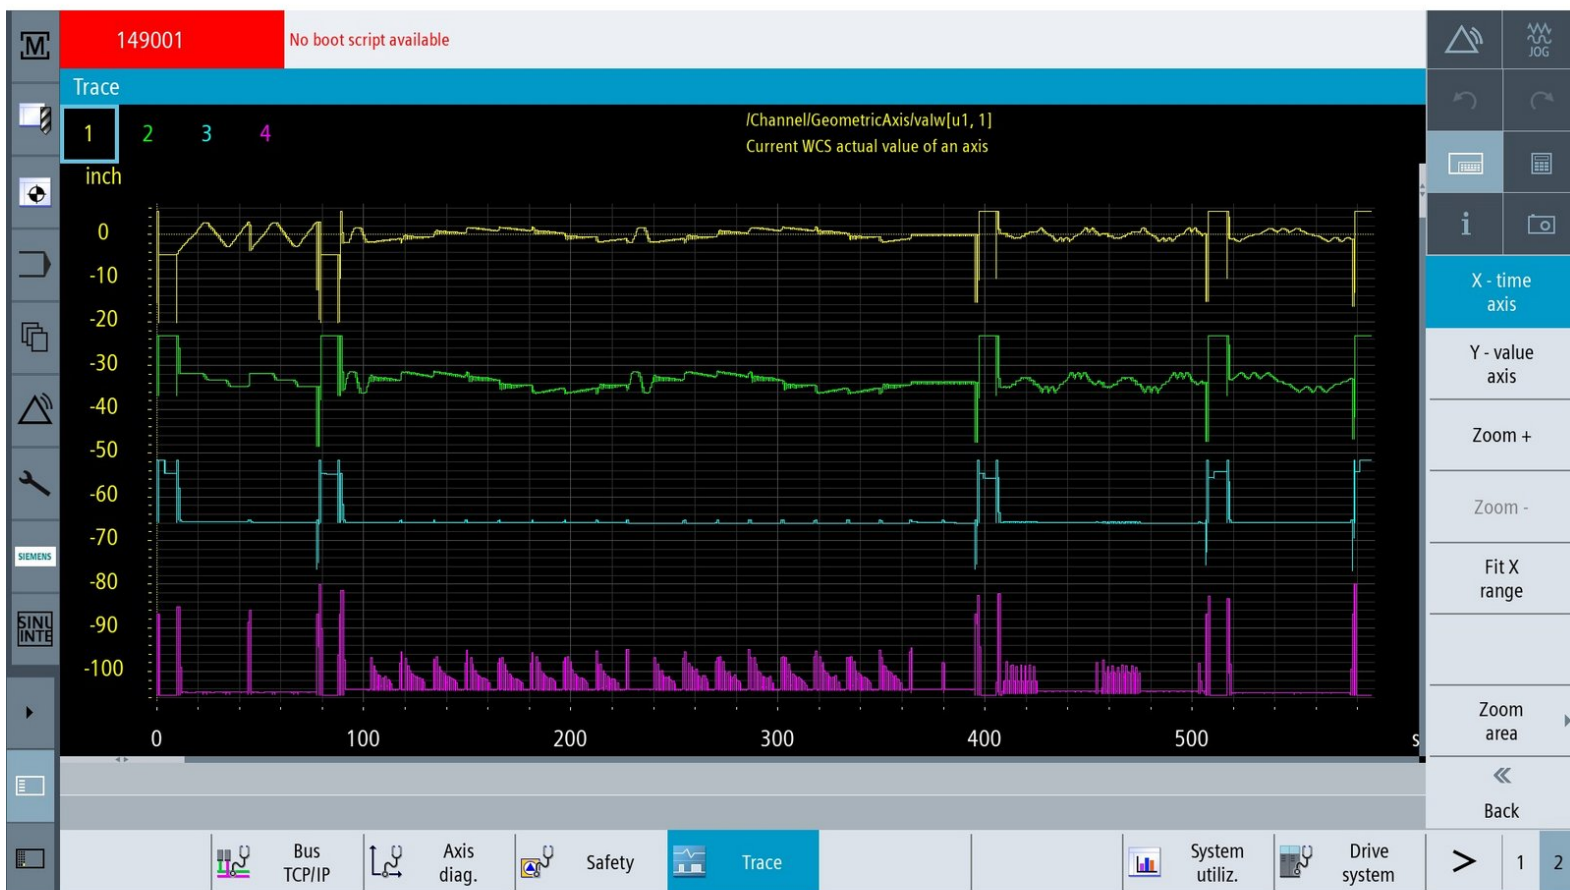 149001
No boot script available
JOG
Trace
1 2 3 4
/Channel/GeometricAxis/valw[u1, 1]
Current WCS actual value of an axis
inch
0
-10
-20
-30
-40
-50
-60
-70
-80
-90
-100
0 100 200 300 400 500 s
M
SIEMENS
SINU
INTE
i
X - time
axis
Y - value
axis
Zoom +
Zoom -
Fit X
range
Zoom
area
Back
Bus
TCP/IP
Axis
diag.
Safety
Trace
System
utiliz.
Drive
system
> 1 2